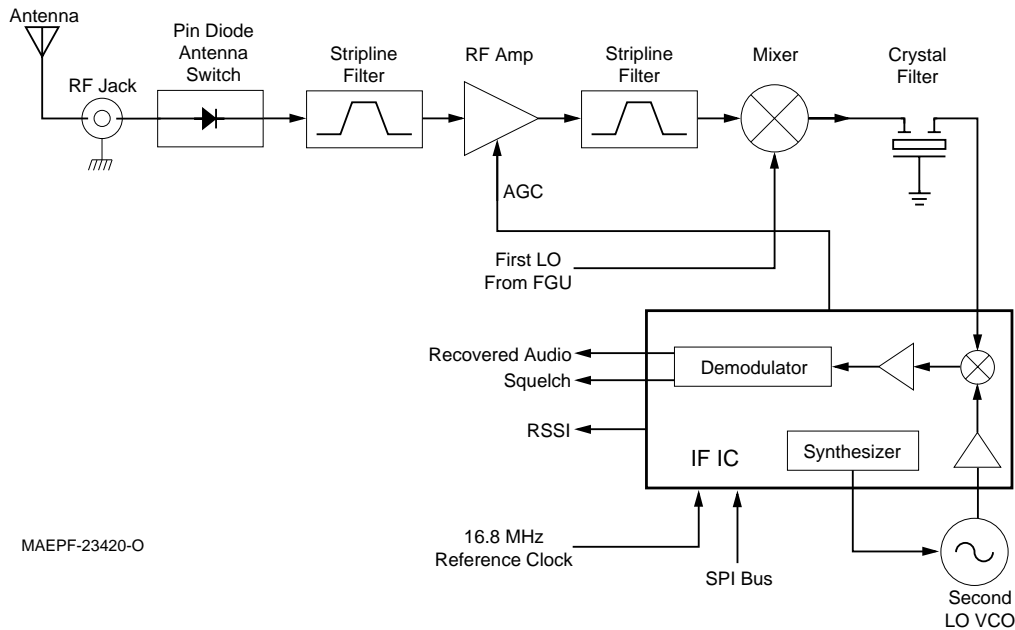 Antenna
Pin Diode
Antenna
Switch
RF Jack
Stripline
Filter
RF Amp
Stripline
Filter
Mixer
Crystal
Filter
AGC
First LO
From FGU
Recovered Audio
Squelch
RSSI
Demodulator
Synthesizer
IF IC
16.8 MHz
Reference Clock
SPI Bus
Second
LO VCO
MAEPF-23420-O